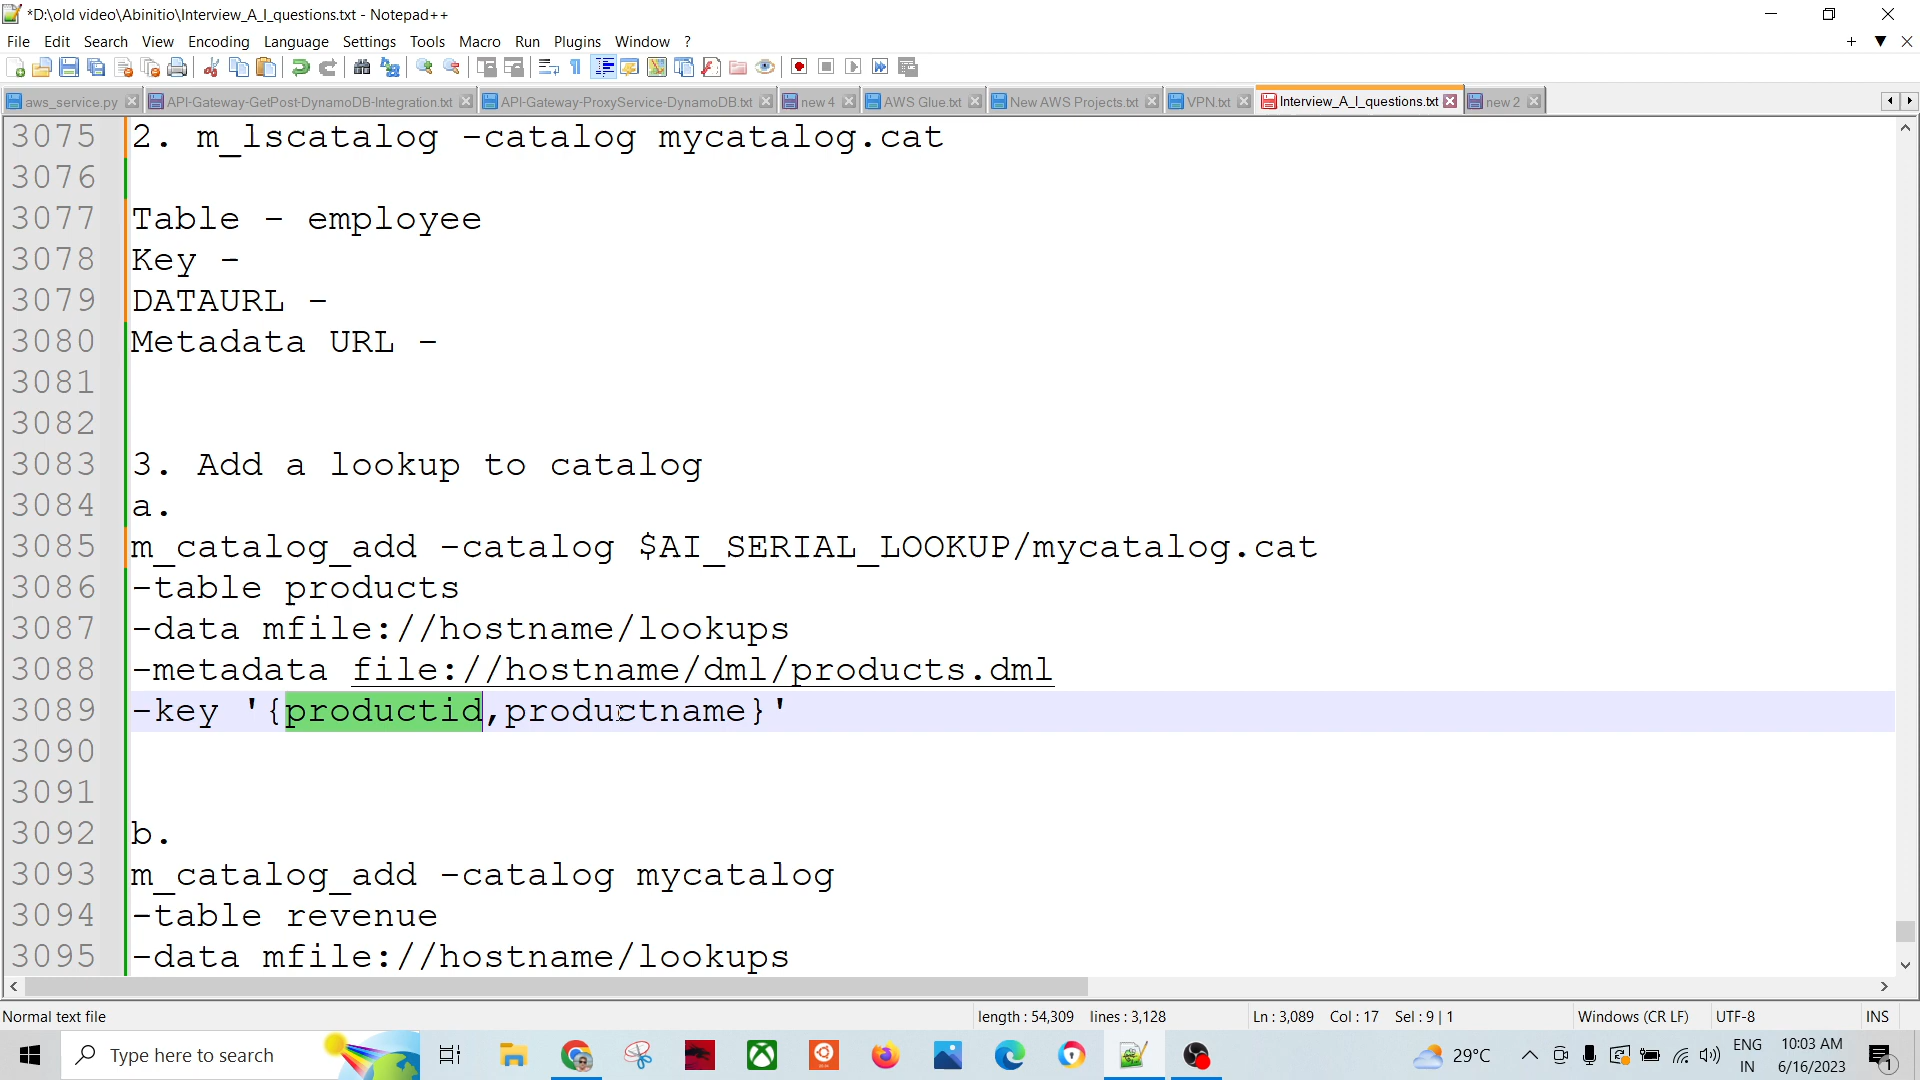 *D:\old video\Abinitio\Interview_A_I_questions.txt - Notepad++
File Edit Search View Encoding Language Settings Tools Macro Run Plugins Window ?
aws_service.py API-Gateway-GetPost-DynamoDB-Integration.txt API-Gateway-ProxyService-DynamoDB.txt new 4 AWS Glue.txt New AWS Projects.txt VPN.txt Interview_A_I_questions.txt new 2
3075 2. m_lscatalog -catalog mycatalog.cat
3076
3077 Table - employee
3078 Key -
3079 DATAURL -
3080 Metadata URL -
3081
3082
3083 3. Add a lookup to catalog
3084 a.
3085 m_catalog_add -catalog $AI_SERIAL_LOOKUP/mycatalog.cat
3086 -table products
3087 -data mfile://hostname/lookups
3088 -metadata file://hostname/dml/products.dml
3089 -key '{productid,productname}'
3090
3091
3092 b.
3093 m_catalog_add -catalog mycatalog
3094 -table revenue
3095 -data mfile://hostname/lookups
Normal text file length : 54,309 lines : 3,128 Ln : 3,089 Col : 17 Sel : 9 | 1 Windows (CR LF) UTF-8 INS
Type here to search 29°C ENG IN 10:03 AM 6/16/2023 1